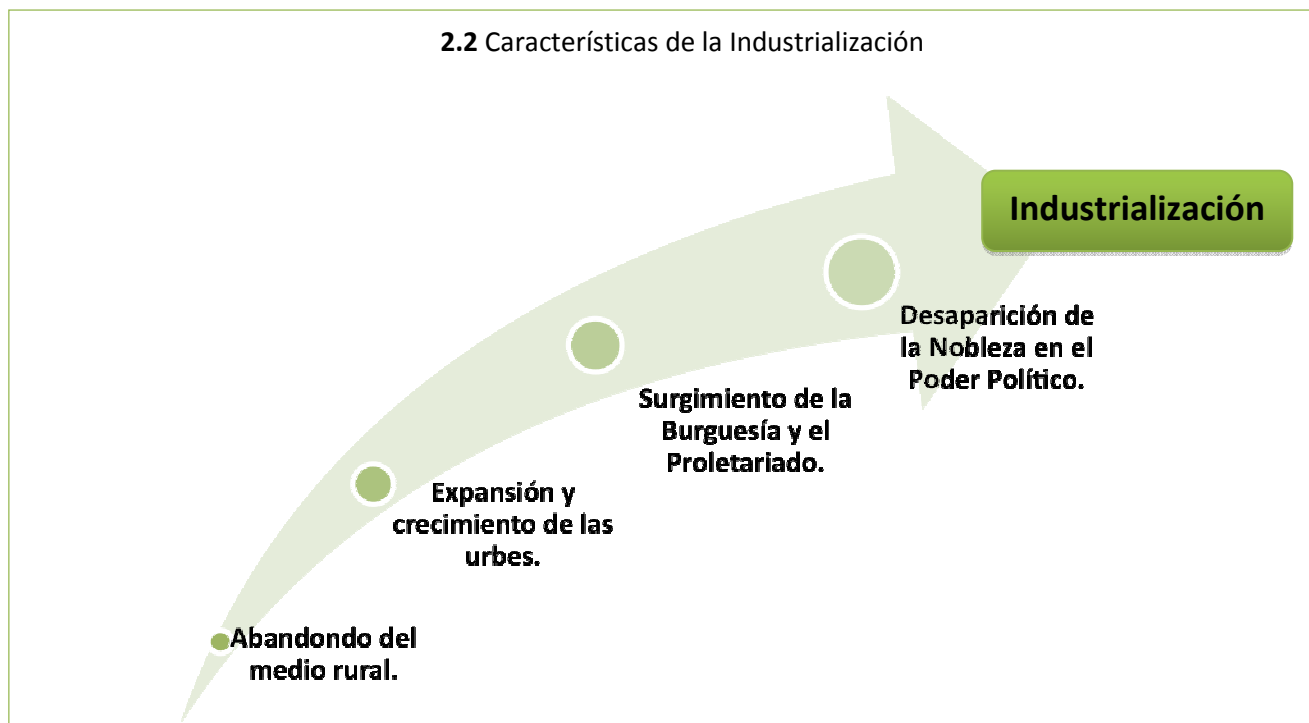 2.2 Características de la Industrialización
Industrialización
Desaparición de
la Nobleza en el
Poder Político.
Surgimiento de la
Burguesía y el
Proletariado.
Expansión y
crecimiento de las
urbes.
Abandondo del
medio rural.